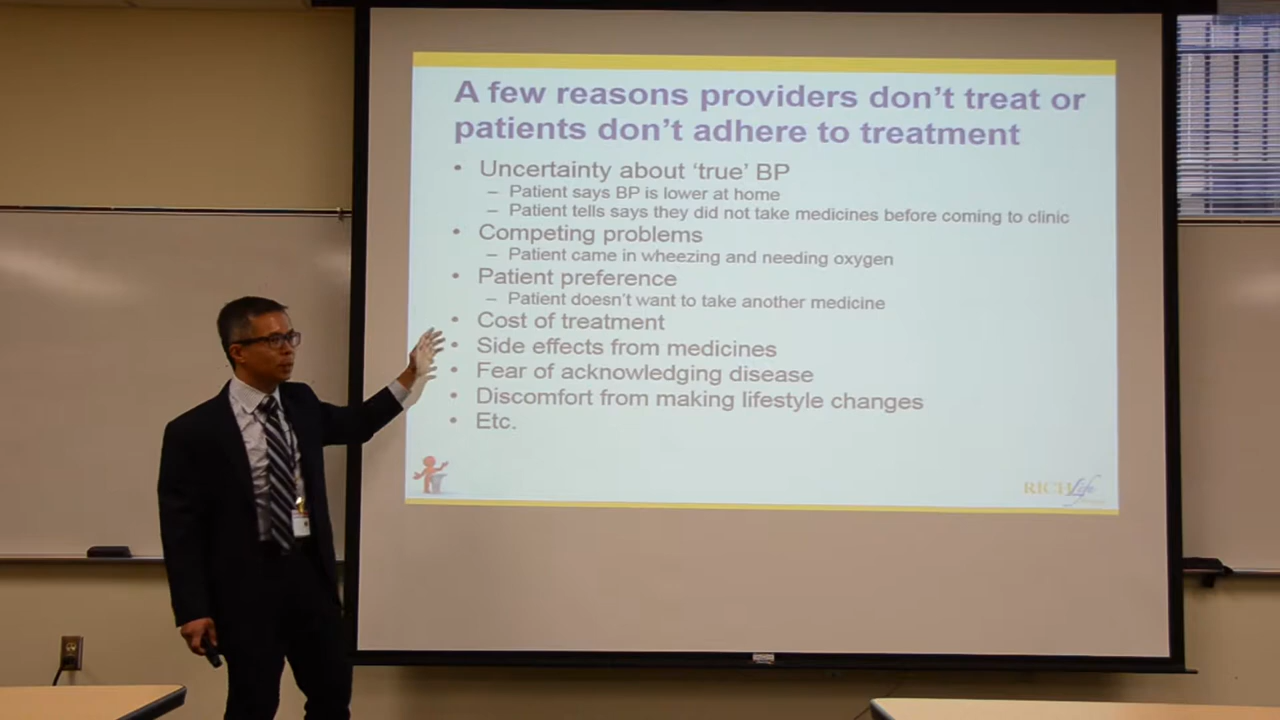 A few reasons providers don't treat or
patients don't adhere to treatment
• Uncertainty about 'true' BP
– Patient says BP is lower at home
– Patient tells says they did not take medicines before coming to clinic
• Competing problems
– Patient came in wheezing and needing oxygen
• Patient preference
– Patient doesn't want to take another medicine
• Cost of treatment
• Side effects from medicines
• Fear of acknowledging disease
• Discomfort from making lifestyle changes
• Etc.
RICH Life